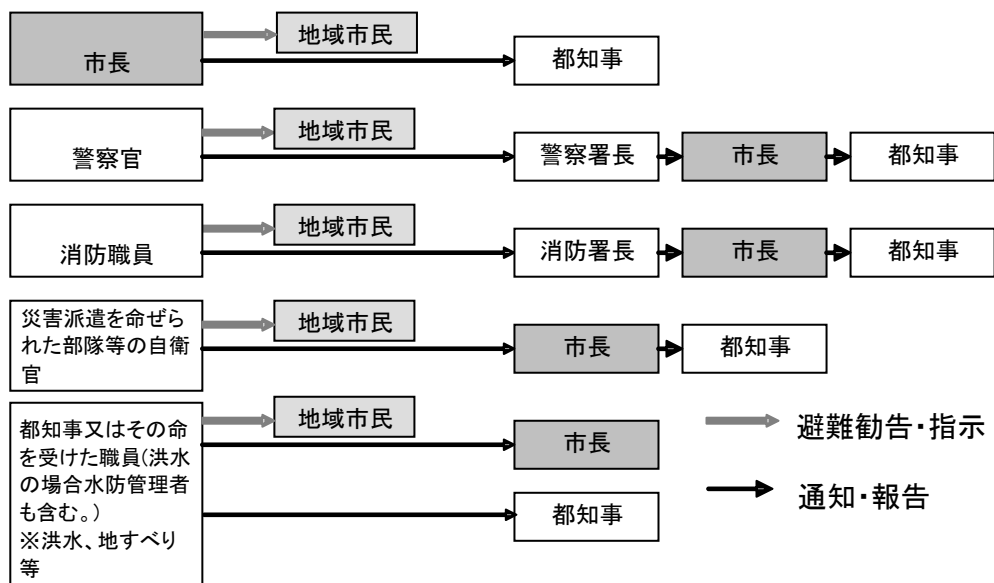 地域市民
市長
都知事
地域市民
警察官
警察署長
市長
都知事
地域市民
消防職員
消防署長
市長
都知事
災害派遣を命ぜら
れた部隊等の自衛
官
地域市民
市長
都知事
都知事又はその命
を受けた職員(洪水
の場合水防管理者
も含む。)
※洪水、地すべり
等
地域市民
市長
都知事
避難勧告・指示
通知・報告